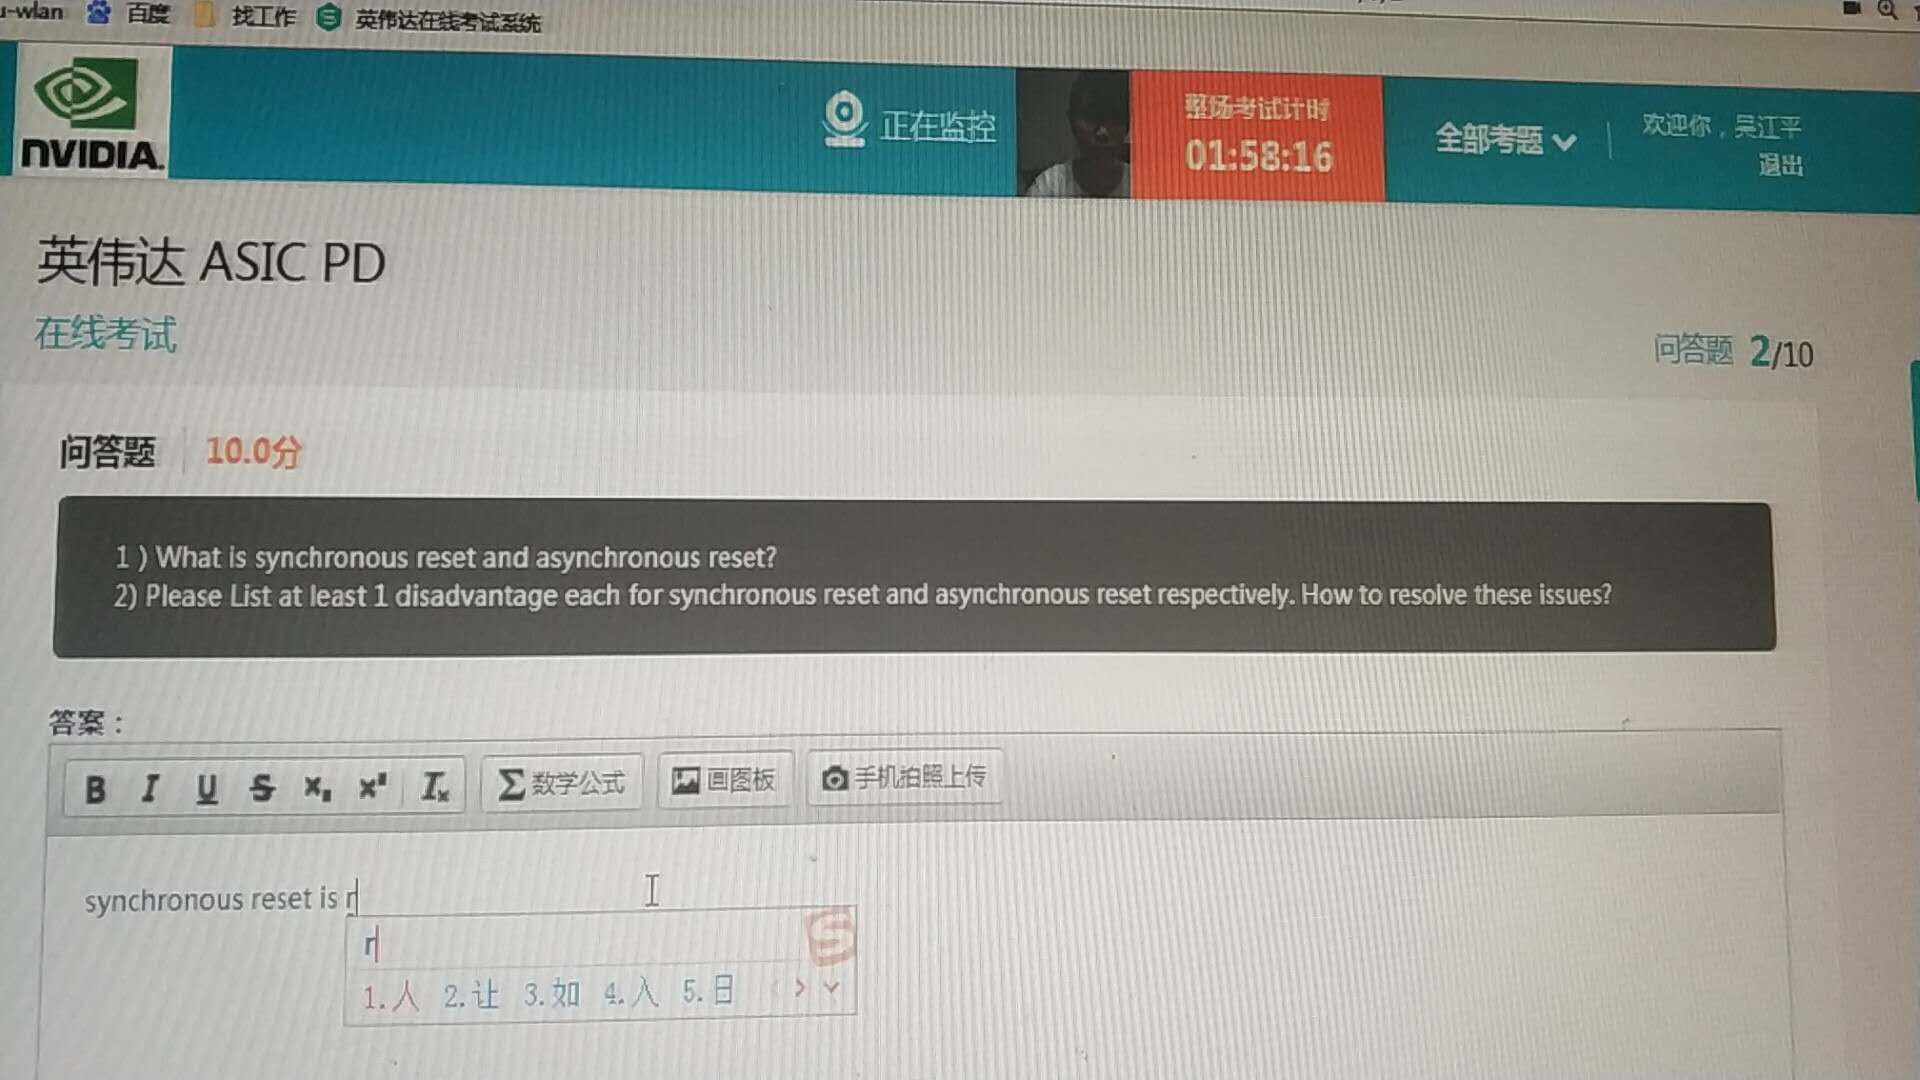 u-wlan 百度 找工作 英伟达在线考试系统
NVIDIA.
正在监控
整场考试计时
01:58:16
全部考题
欢迎你，吴江平
退出
英伟达 ASIC PD
在线考试
问答题 2/10
问答题 10.0分
1 ) What is synchronous reset and asynchronous reset?
2) Please List at least 1 disadvantage each for synchronous reset and asynchronous reset respectively. How to resolve these issues?
答案：
B I U S x₂ x² Ix Σ 数学公式 画图板 手机拍照上传
synchronous reset is r
r
1.人 2.让 3.如 4.入 5.日